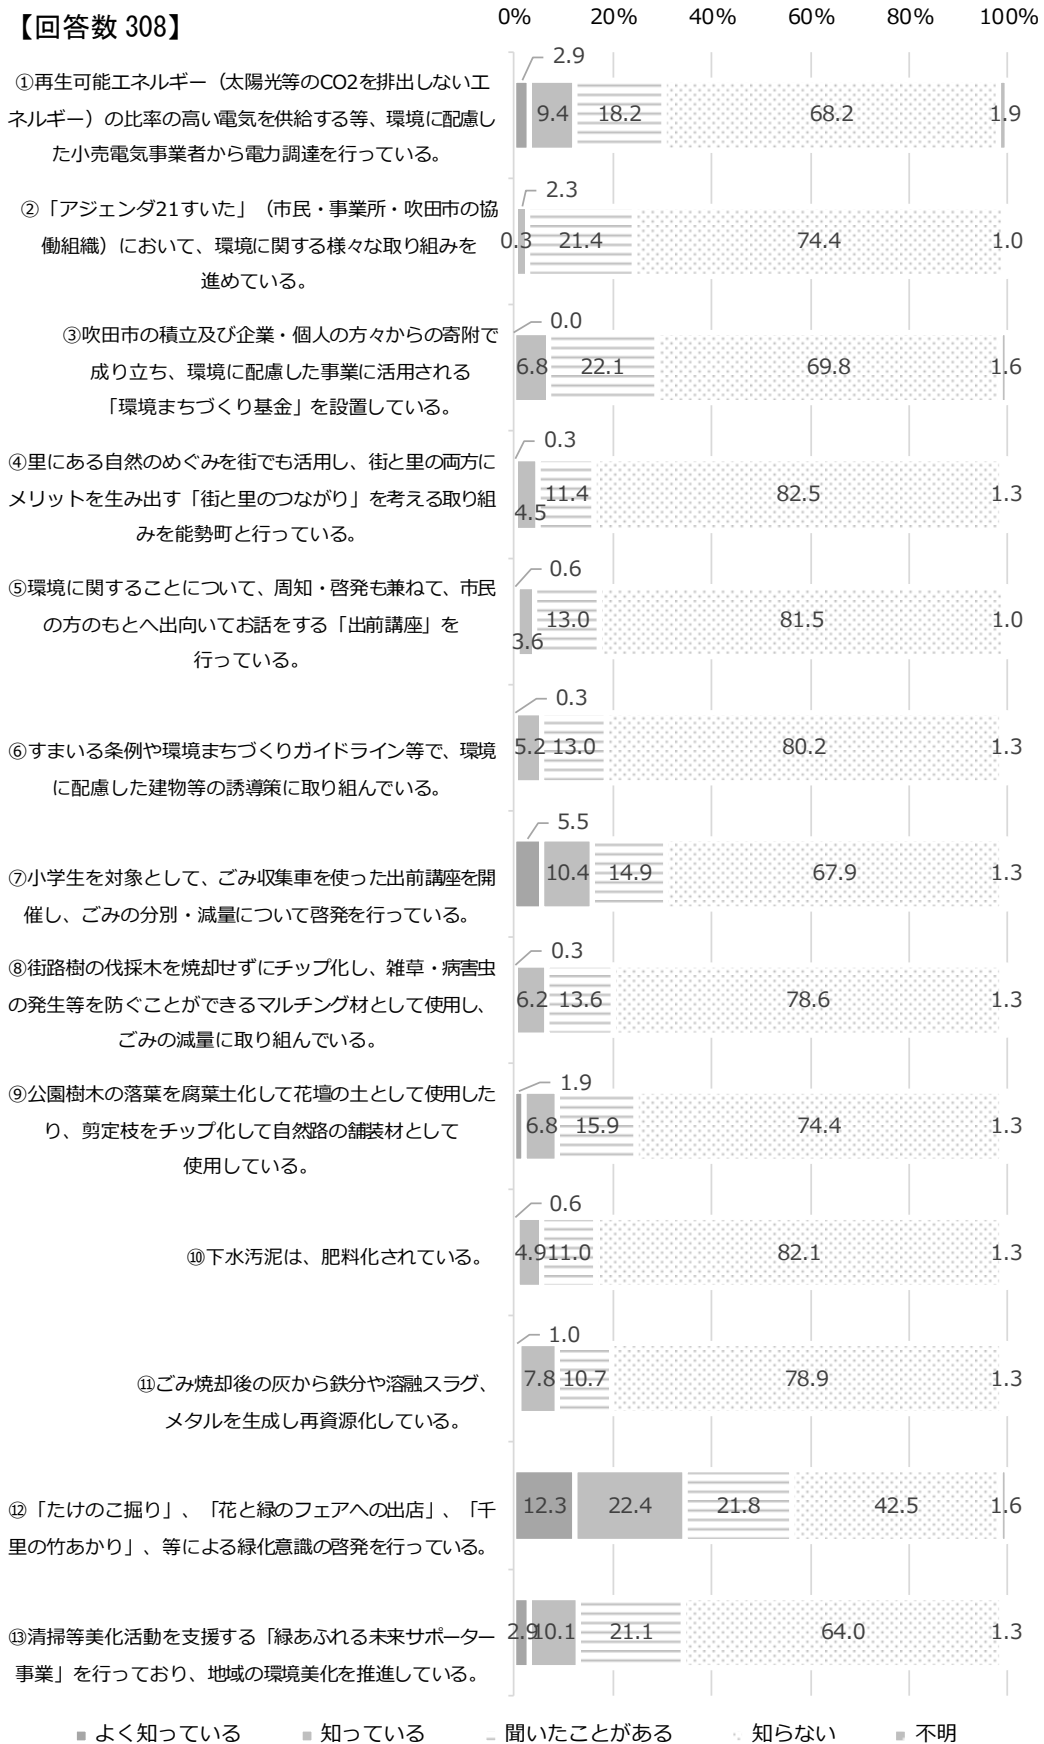 【回答数 308】
0% 20% 40% 60% 80% 100%
2.9
①再生可能エネルギー（太陽光等のCO2を排出しないエ
ネルギー）の比率の高い電気を供給する等、環境に配慮し
た小売電気事業者から電力調達を行っている。
9.4 18.2 68.2 1.9
2.3
②「アジェンダ21すいた」（市民・事業所・吹田市の協
働組織）において、環境に関する様々な取り組みを
進めている。
0.3 21.4 74.4 1.0
0.0
③吹田市の積立及び企業・個人の方々からの寄附で
成り立ち、環境に配慮した事業に活用される
「環境まちづくり基金」を設置している。
6.8 22.1 69.8 1.6
0.3
④里にある自然のめぐみを街でも活用し、街と里の両方に
メリットを生み出す「街と里のつながり」を考える取り組
みを能勢町と行っている。
4.5 11.4 82.5 1.3
0.6
⑤環境に関することについて、周知・啓発も兼ねて、市民
の方のもとへ出向いてお話をする「出前講座」を
行っている。
3.6 13.0 81.5 1.0
0.3
⑥すまいる条例や環境まちづくりガイドライン等で、環境
に配慮した建物等の誘導策に取り組んでいる。
5.2 13.0 80.2 1.3
5.5
⑦小学生を対象として、ごみ収集車を使った出前講座を開
催し、ごみの分別・減量について啓発を行っている。
10.4 14.9 67.9 1.3
0.3
⑧街路樹の伐採木を焼却せずにチップ化し、雑草・病害虫
の発生等を防ぐことができるマルチング材として使用し、
ごみの減量に取り組んでいる。
6.2 13.6 78.6 1.3
1.9
⑨公園樹木の落葉を腐葉土化して花壇の土として使用した
り、剪定枝をチップ化して自然路の舗装材として
使用している。
6.8 15.9 74.4 1.3
0.6
⑩下水汚泥は、肥料化されている。
4.9 11.0 82.1 1.3
1.0
⑪ごみ焼却後の灰から鉄分や溶融スラグ、
メタルを生成し再資源化している。
7.8 10.7 78.9 1.3
⑫「たけのこ掘り」、「花と緑のフェアへの出店」、「千
里の竹あかり」、等による緑化意識の啓発を行っている。
12.3 22.4 21.8 42.5 1.6
⑬清掃等美化活動を支援する「緑あふれる未来サポーター
事業」を行っており、地域の環境美化を推進している。
2.9 10.1 21.1 64.0 1.3
よく知っている 知っている 聞いたことがある 知らない 不明